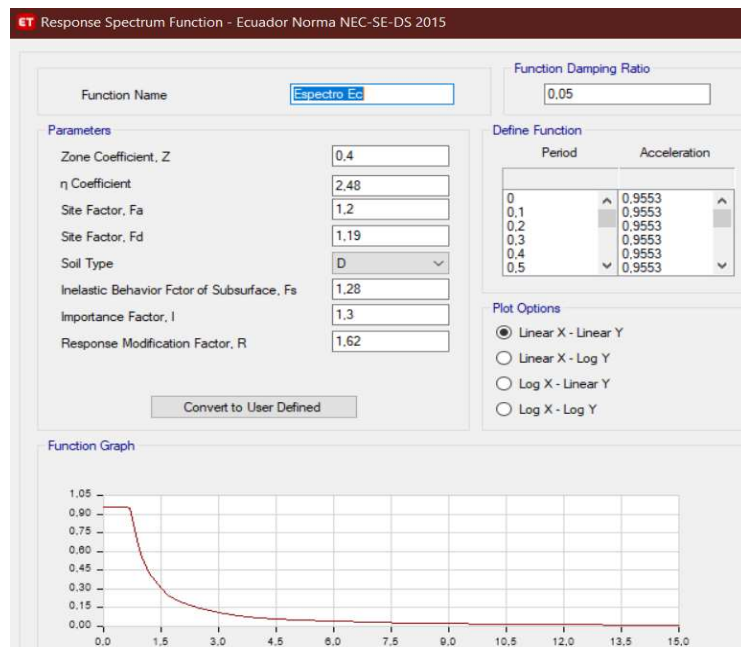 ET Response Spectrum Function - Ecuador Norma NEC-SE-DS 2015
Function Name
Espectro Ec
Function Damping Ratio
0,05
Parameters
Zone Coefficient, Z 0,4
η Coefficient 2,48
Site Factor, Fa 1,2
Site Factor, Fd 1,19
Soil Type D
Inelastic Behavior Fctor of Subsurface, Fs 1,28
Importance Factor, I 1,3
Response Modification Factor, R 1,62
Convert to User Defined
Define Function
Period Acceleration
0 0,9553
0,1 0,9553
0,2 0,9553
0,3 0,9553
0,4 0,9553
0,5 0,9553
Plot Options
Linear X - Linear Y
Linear X - Log Y
Log X - Linear Y
Log X - Log Y
Function Graph
1,05
0,90
0,75
0,60
0,45
0,30
0,15
0,00
0,0 1,5 3,0 4,5 6,0 7,5 9,0 10,5 12,0 13,5 15,0